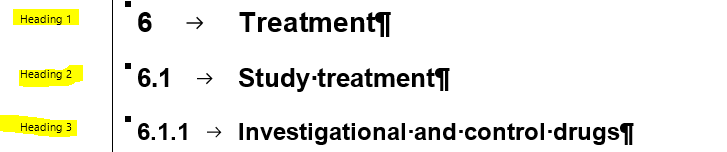 Heading 1 6 → Treatment¶
Heading 2 6.1 → Study·treatment¶
Heading 3 6.1.1 → Investigational·and·control·drugs¶